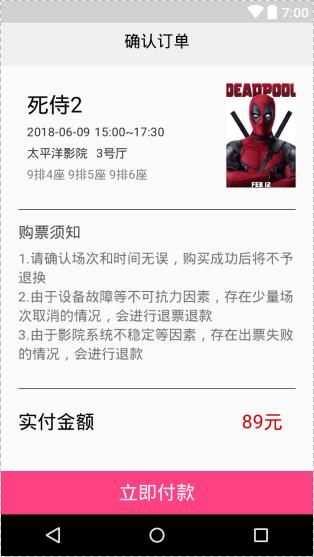 7:00
确认订单
DEADPOOL
死侍2
2018-06-09 15:00~17:30
太平洋影院 3号厅
9排4座 9排5座 9排6座
FEB 12
购票须知
1.请确认场次和时间无误，购买成功后将不予
退换
2.由于设备故障等不可抗力因素，存在少量场
次取消的情况，会进行退票退款
3.由于影院系统不稳定等因素，存在出票失败
的情况，会进行退款
实付金额 89元
立即付款